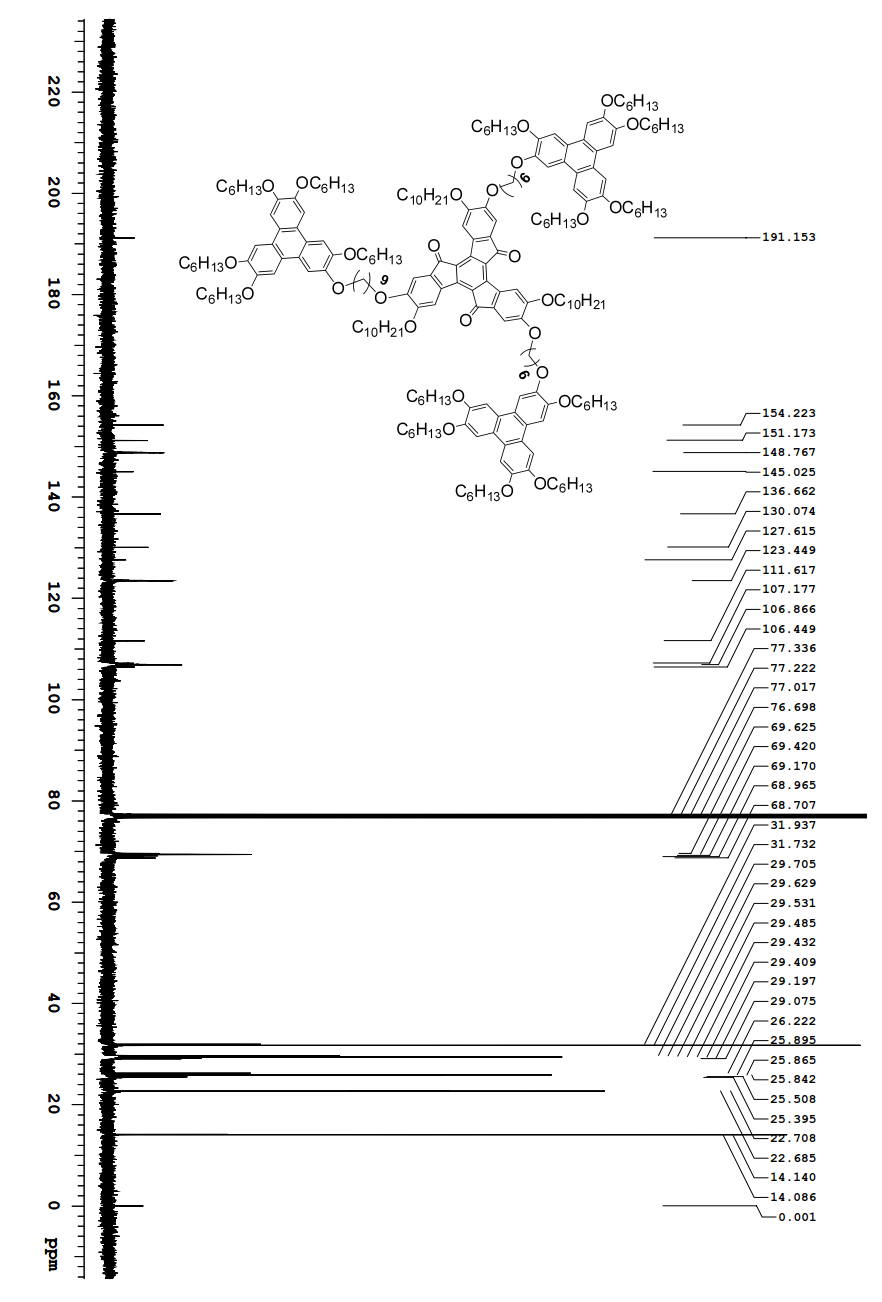 OC6H13
C6H13O
OC6H13
O
6
C10H21O
O
C6H13O
OC6H13
C6H13O
OC6H13
C6H13O
OC6H13
C6H13O
O
9
O
C10H21O
O
O
O
OC10H21
O
6
O
C6H13O
OC6H13
C6H13O
C6H13O
OC6H13
220
200
180
160
140
120
100
80
60
40
20
0
ppm
191.153
154.223
151.173
148.767
145.025
136.662
130.074
127.615
123.449
111.617
107.177
106.866
106.449
77.336
77.222
77.017
76.698
69.625
69.420
69.170
68.965
68.707
31.937
31.732
29.705
29.629
29.531
29.485
29.432
29.409
29.197
29.075
26.222
25.895
25.865
25.842
25.508
25.395
22.708
22.685
14.140
14.086
0.001